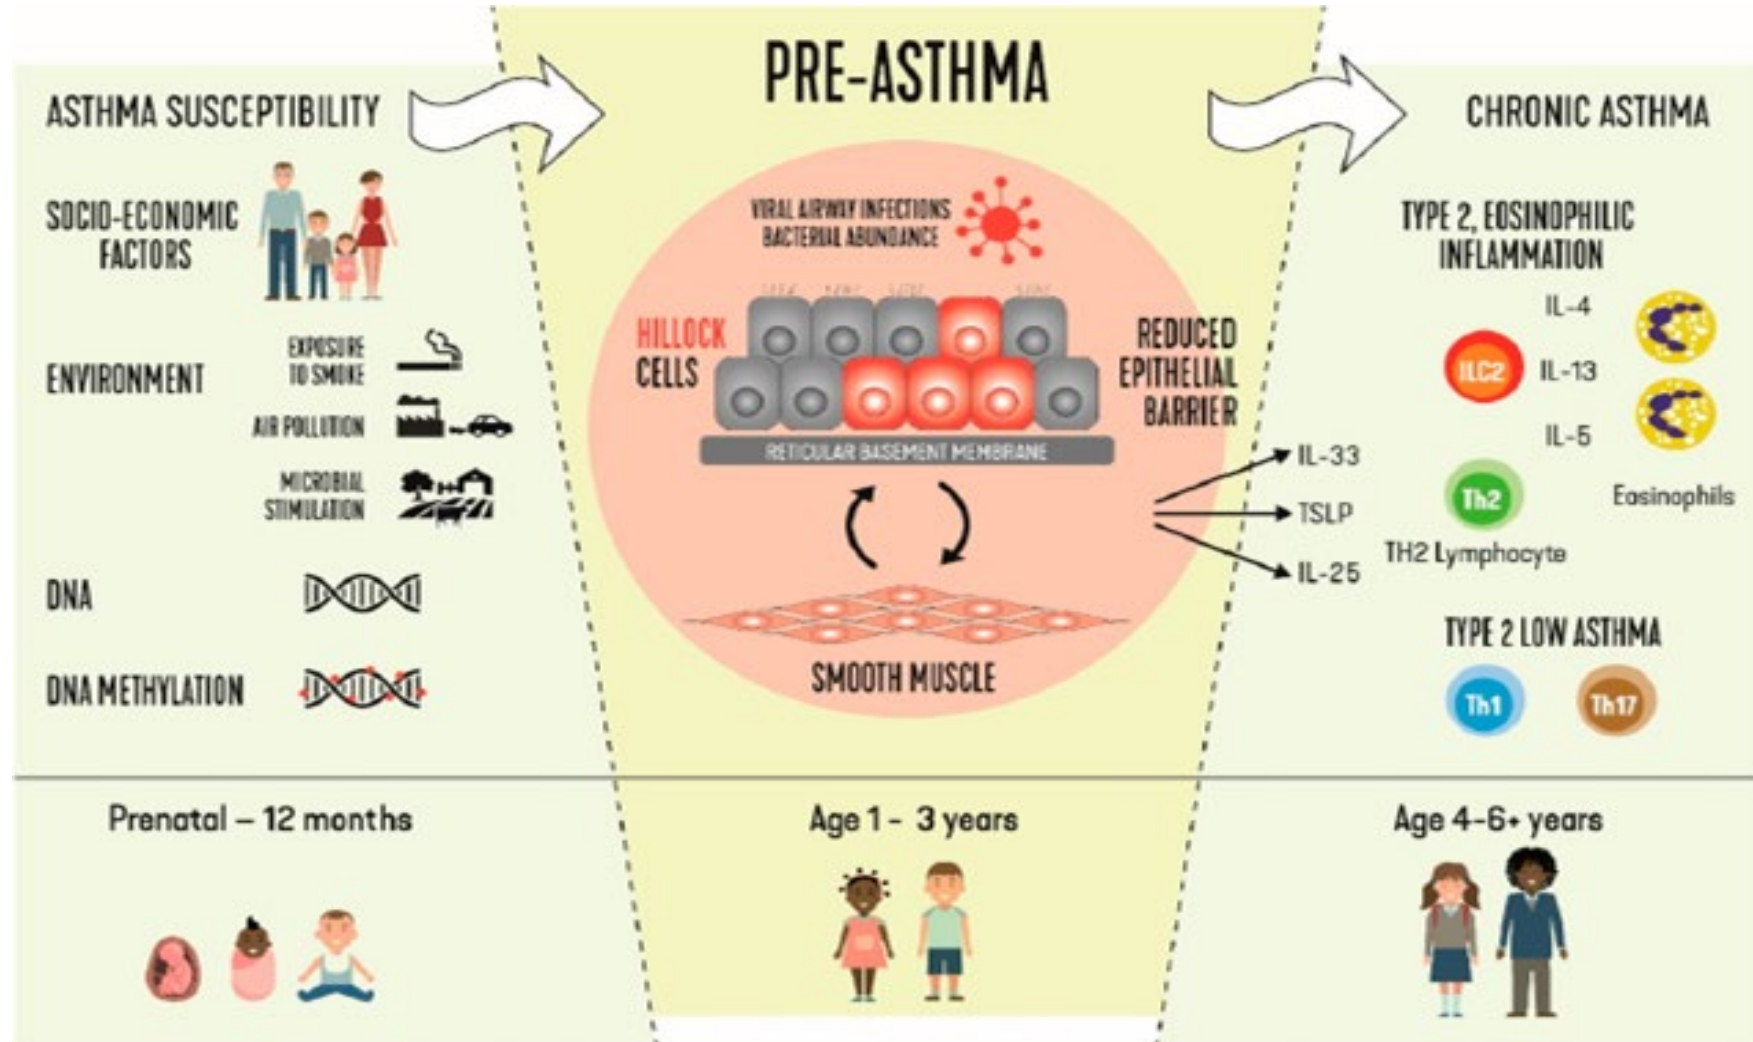 PRE-ASTHMA
ASTHMA SUSCEPTIBILITY
SOCIO-ECONOMIC
FACTORS
ENVIRONMENT
EXPOSURE
TO SMOKE
AIR POLLUTION
MICROBIAL
STIMULATION
DNA
DNA METHYLATION
VIRAL AIRWAY INFECTIONS
BACTERIAL ABUNDANCE
HILLOCK
CELLS
REDUCED
EPITHELIAL
BARRIER
RETICULAR BASEMENT MEMBRANE
SMOOTH MUSCLE
IL-33
TSLP
IL-25
CHRONIC ASTHMA
TYPE 2, EOSINOPHILIC
INFLAMMATION
IL-4
ILC2
IL-13
IL-5
Th2
Eosinophils
TH2 Lymphocyte
TYPE 2 LOW ASTHMA
Th1
Th17
Prenatal – 12 months
Age 1 - 3 years
Age 4-6+ years